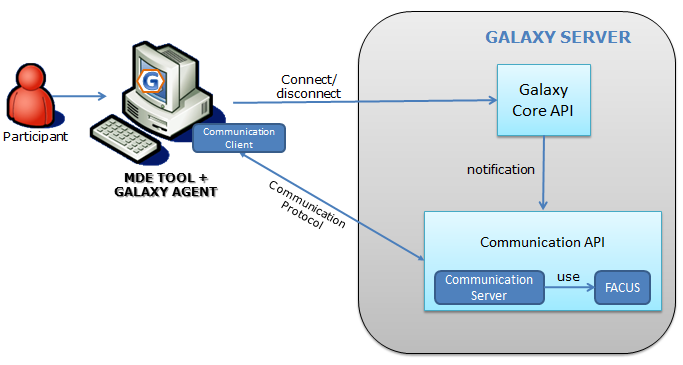 GALAXY SERVER
Participant
G
Communication
Client
MDE TOOL +
GALAXY AGENT
Connect/
disconnect
Galaxy
Core API
notification
Communication
Protocol
Communication API
Communication
Server
use
FACUS